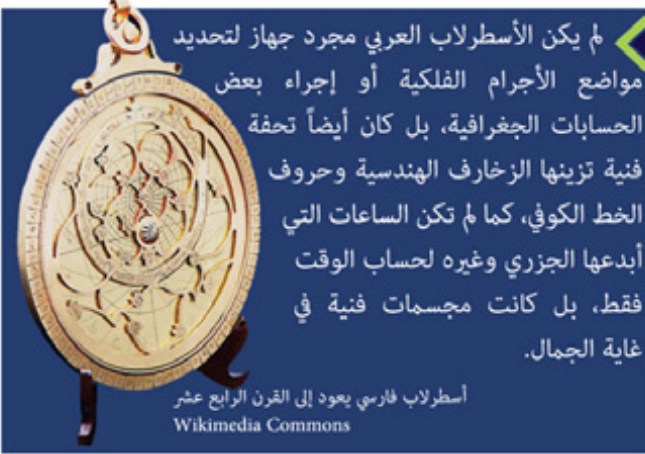 لم يكن الأسطرلاب العربي مجرد جهاز لتحديد
مواضع الأجرام الفلكية أو إجراء بعض
الحسابات الجغرافية، بل كان أيضاً تحفة
فنية تزينها الزخارف الهندسية وحروف
الخط الكوفي، كما لم تكن الساعات التي
أبدعها الجزري وغيره لحساب الوقت
فقط، بل كانت مجسمات فنية في
غاية الجمال.
أسطرلاب فارسي يعود إلى القرن الرابع عشر
Wikimedia Commons